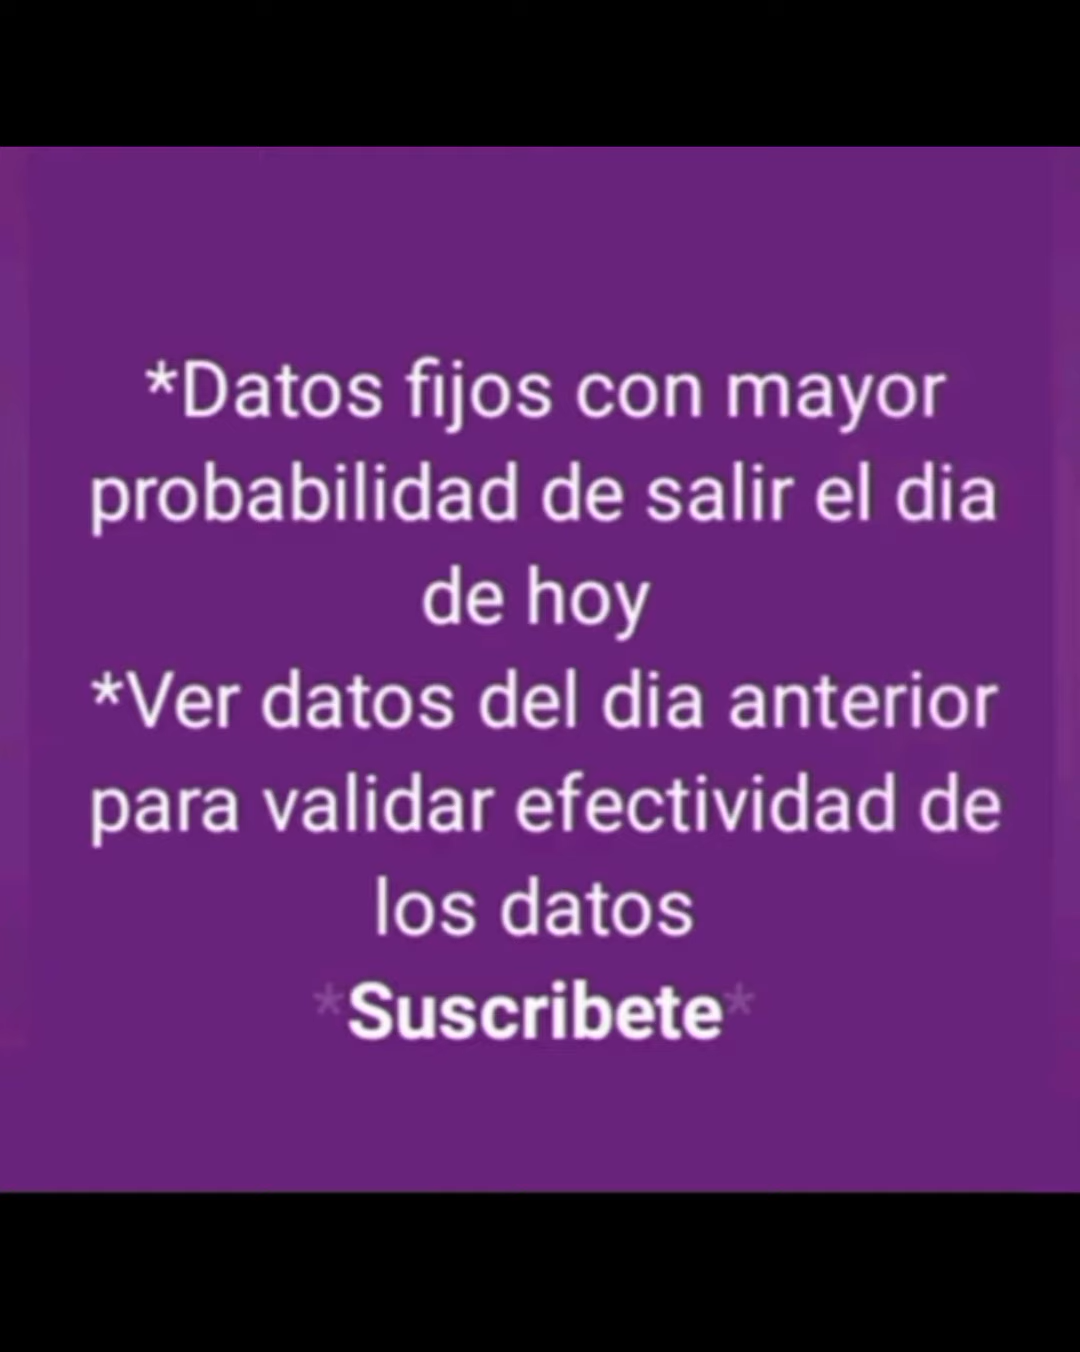 *Datos fijos con mayor
probabilidad de salir el dia
de hoy
*Ver datos del dia anterior
para validar efectividad de
los datos
*Suscribete*